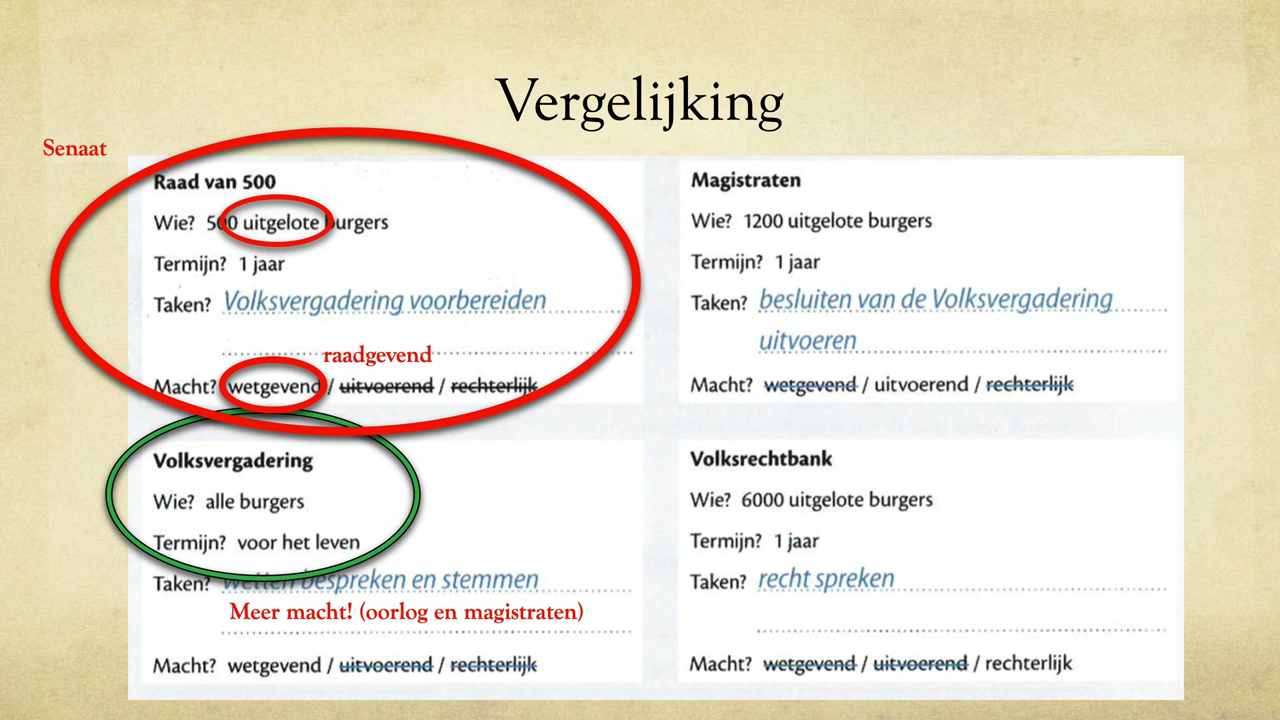 Vergelijking
Senaat
Raad van 500
Wie? 500 uitgelote burgers
Termijn? 1 jaar
Taken? Volksvergadering voorbereiden
raadgevend
Macht? wetgevend / uitvoerend / rechterlijk
Magistraten
Wie? 1200 uitgelote burgers
Termijn? 1 jaar
Taken? besluiten van de Volksvergadering
uitvoeren
Macht? wetgevend / uitvoerend / rechterlijk
Volksvergadering
Wie? alle burgers
Termijn? voor het leven
Taken? wetten bespreken en stemmen
Meer macht! (oorlog en magistraten)
Macht? wetgevend / uitvoerend / rechterlijk
Volksrechtbank
Wie? 6000 uitgelote burgers
Termijn? 1 jaar
Taken? recht spreken
Macht? wetgevend / uitvoerend / rechterlijk